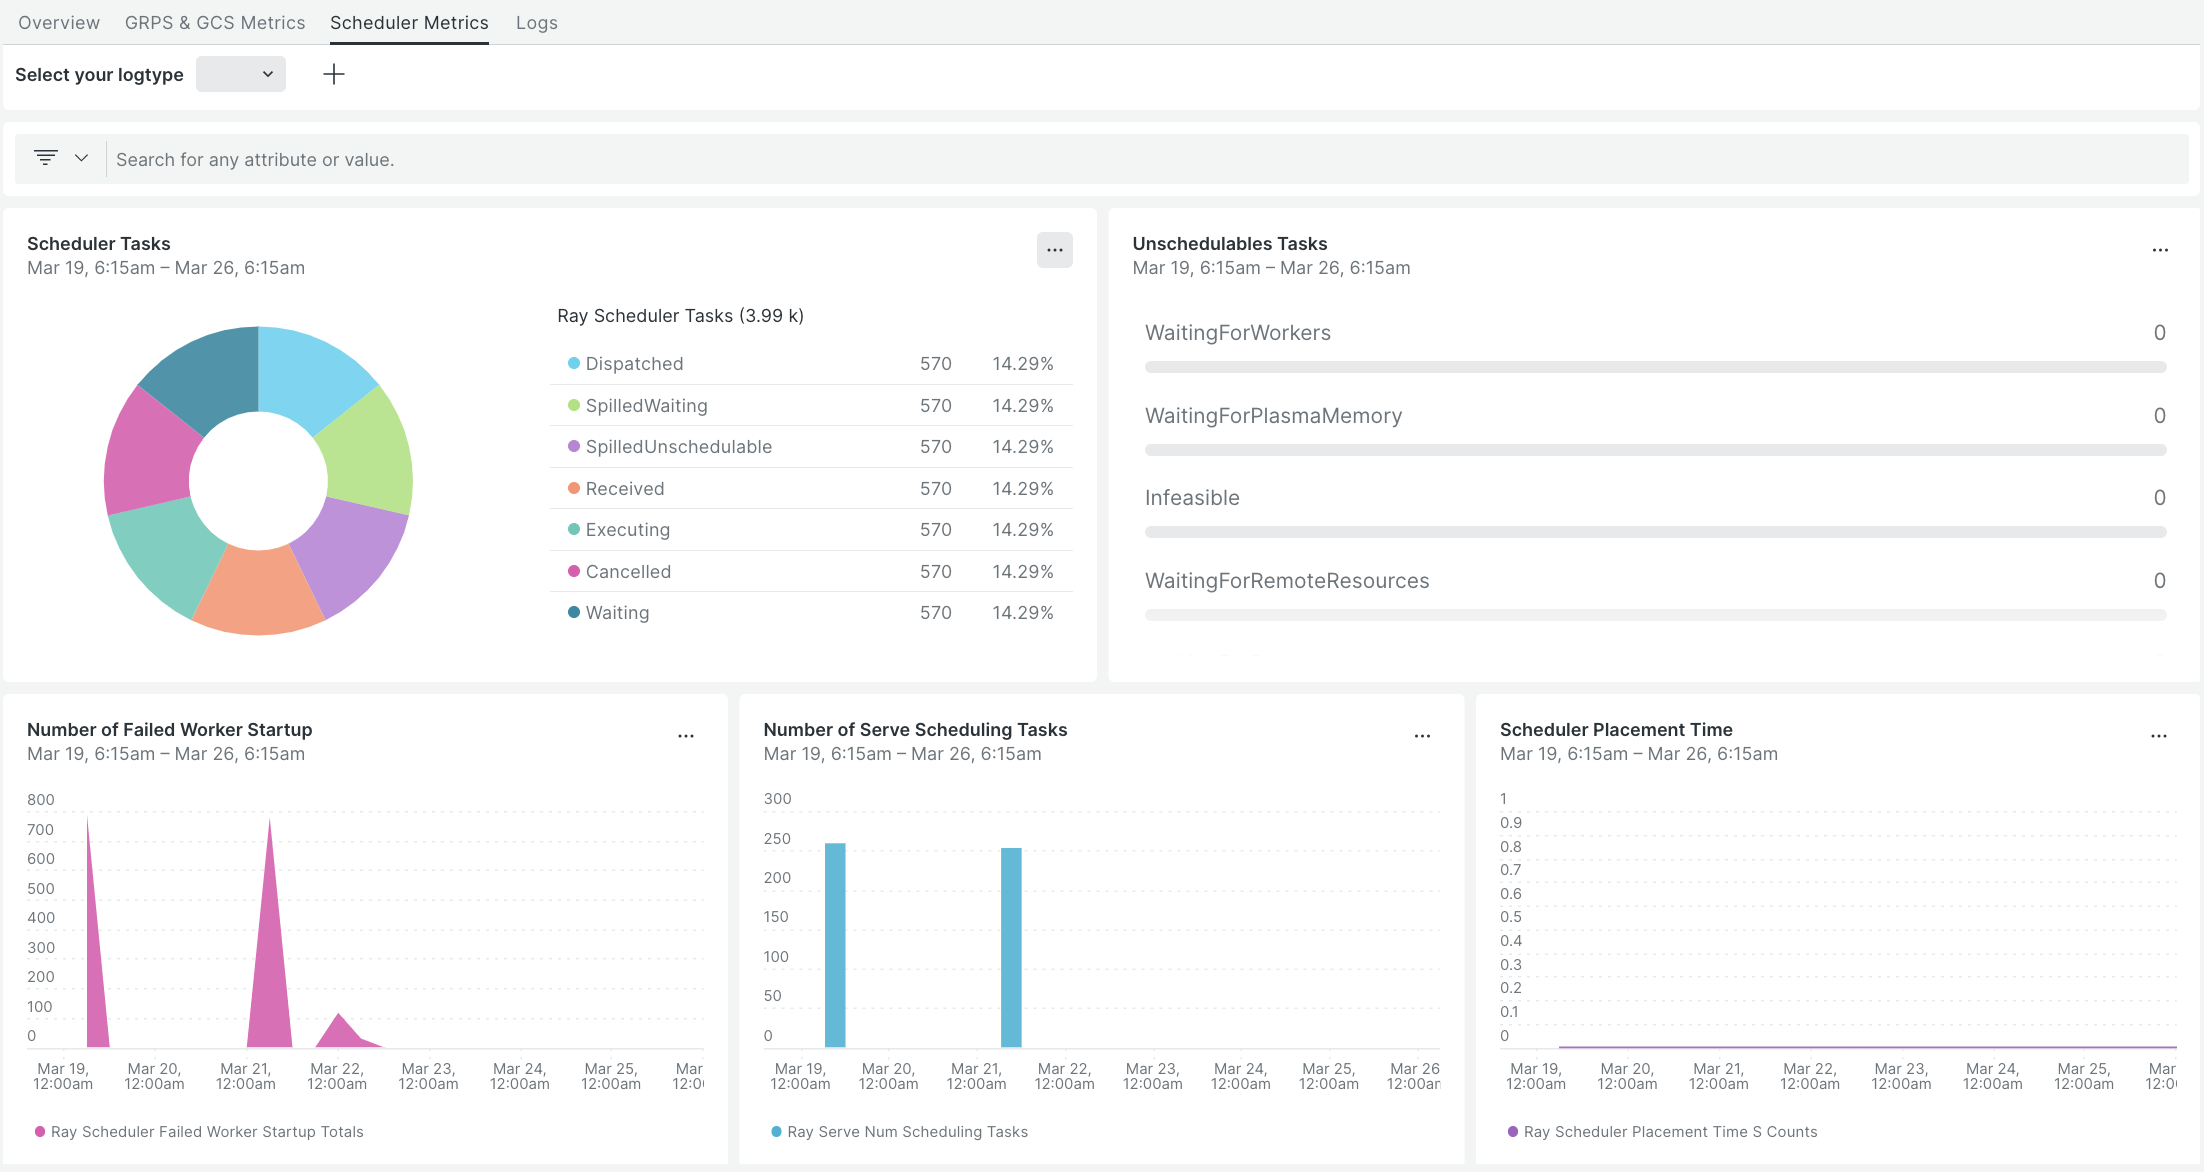 Overview GRPS & GCS Metrics Scheduler Metrics Logs
Select your logtype
Search for any attribute or value.
Scheduler Tasks
Mar 19, 6:15am – Mar 26, 6:15am
Ray Scheduler Tasks (3.99 k)
Dispatched 570 14.29%
SpilledWaiting 570 14.29%
SpilledUnschedulable 570 14.29%
Received 570 14.29%
Executing 570 14.29%
Cancelled 570 14.29%
Waiting 570 14.29%
Unschedulables Tasks
Mar 19, 6:15am – Mar 26, 6:15am
WaitingForWorkers 0
WaitingForPlasmaMemory 0
Infeasible 0
WaitingForRemoteResources 0
Number of Failed Worker Startup
Mar 19, 6:15am – Mar 26, 6:15am
800
700
600
500
400
300
200
100
0
Mar 19, Mar 20, Mar 21, Mar 22, Mar 23, Mar 24, Mar 25, Mar
12:00am 12:00am 12:00am 12:00am 12:00am 12:00am 12:00am 12:0
Ray Scheduler Failed Worker Startup Totals
Number of Serve Scheduling Tasks
Mar 19, 6:15am – Mar 26, 6:15am
300
250
200
150
100
50
0
Mar 19, Mar 20, Mar 21, Mar 22, Mar 23, Mar 24, Mar 25, Mar 26
12:00am 12:00am 12:00am 12:00am 12:00am 12:00am 12:00am 12:00am
Ray Serve Num Scheduling Tasks
Scheduler Placement Time
Mar 19, 6:15am – Mar 26, 6:15am
1
0.9
0.8
0.7
0.6
0.5
0.4
0.3
0.2
0.1
0
Mar 19, Mar 20, Mar 21, Mar 22, Mar 23, Mar 24, Mar 25, Mar
12:00am 12:00am 12:00am 12:00am 12:00am 12:00am 12:00am 12:0
Ray Scheduler Placement Time S Counts